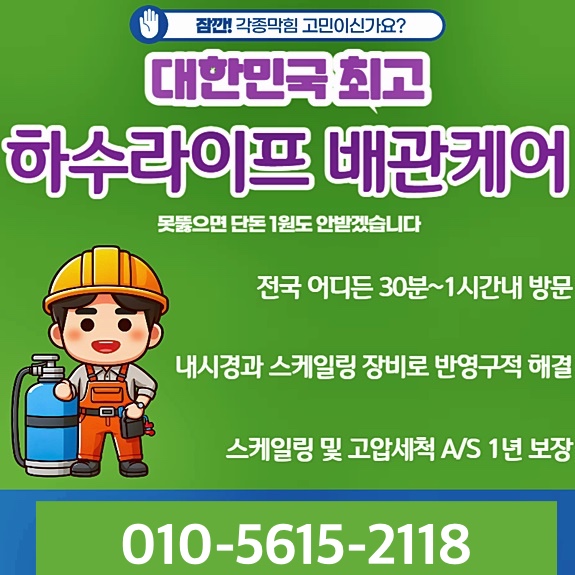 잠깐! 각종막힘 고민이신가요?
대한민국 최고
하수라이프 배관케어
못뚫으면 단돈 1원도 안받겠습니다
전국 어디든 30분~1시간내 방문
내시경과 스케일링 장비로 반영구적 해결
스케일링 및 고압세척 A/S 1년 보장
010-5615-2118